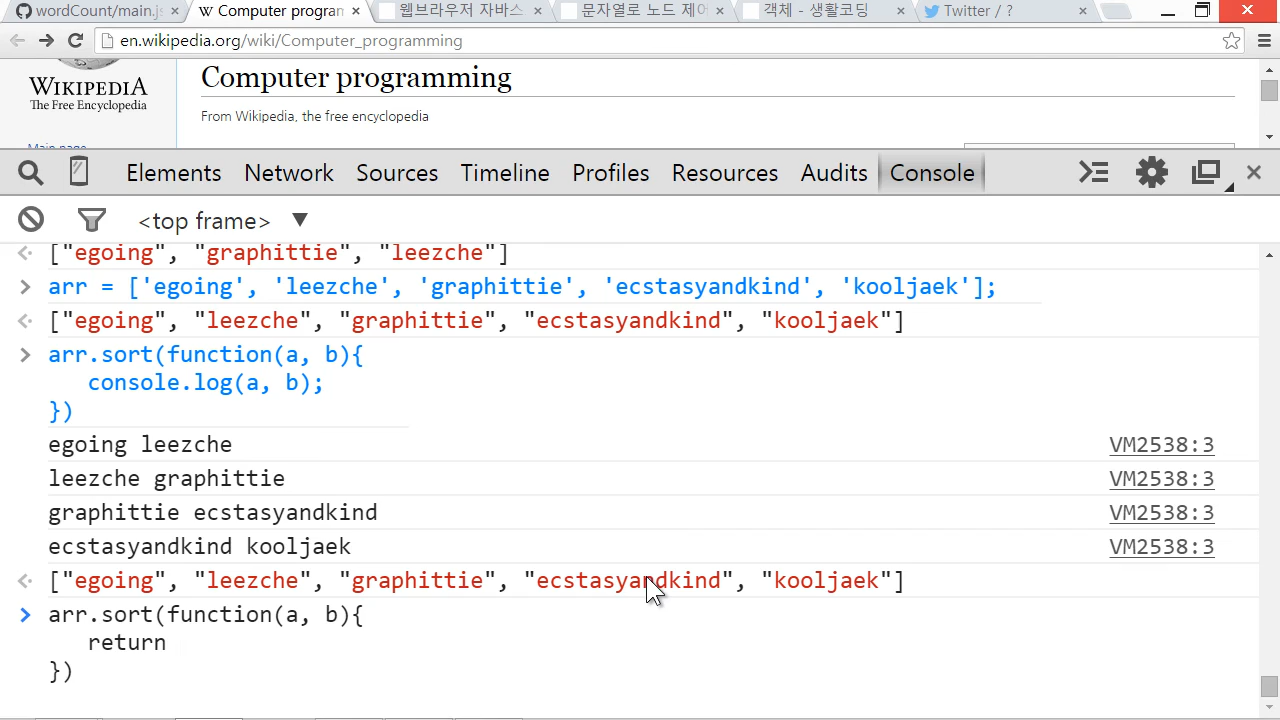 wordCount/main.js
W Computer program
웹브라우저 자바스
문자열로 노드 제어
객체 - 생활코딩
Twitter / ?
en.wikipedia.org/wiki/Computer_programming
WIKIPEDIA
The Free Encyclopedia
Main page
Computer programming
From Wikipedia, the free encyclopedia
Elements Network Sources Timeline Profiles Resources Audits Console
<top frame>
["egoing", "graphittie", "leezche"]
arr = ['egoing', 'leezche', 'graphittie', 'ecstasyandkind', 'kooljaek'];
["egoing", "leezche", "graphittie", "ecstasyandkind", "kooljaek"]
arr.sort(function(a, b){
console.log(a, b);
})
egoing leezche VM2538:3
leezche graphittie VM2538:3
graphittie ecstasyandkind VM2538:3
ecstasyandkind kooljaek VM2538:3
["egoing", "leezche", "graphittie", "ecstasyandkind", "kooljaek"]
arr.sort(function(a, b){
return
})